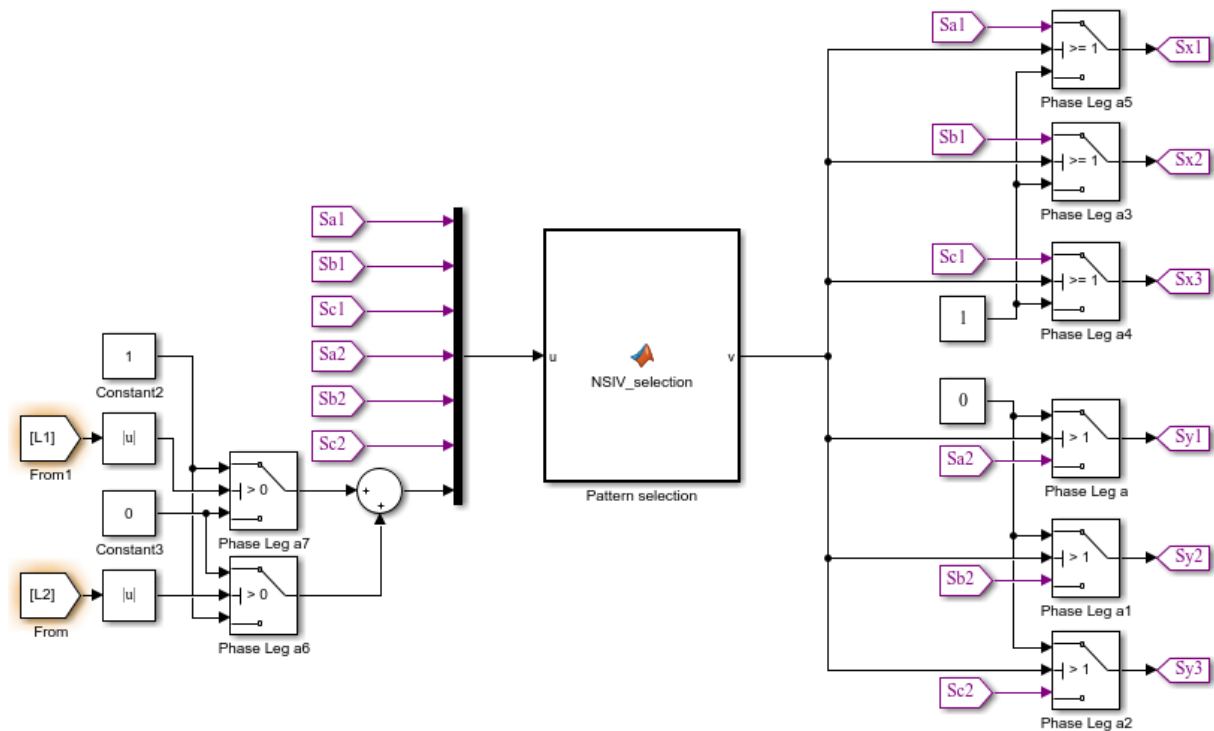 Sa1
>= 1
Sx1
Phase Leg a5
Sb1
>= 1
Sx2
Phase Leg a3
Sc1
>= 1
Sx3
1
Phase Leg a4
Sa1
Sb1
Sc1
Sa2
Sb2
Sc2
u
NSIV_selection
v
Pattern selection
1
Constant2
[L1]
From1
|u|
> 0
Phase Leg a7
+
+
0
Constant3
[L2]
From
|u|
> 0
Phase Leg a6
0
> 1
Sa2
Sy1
Phase Leg a
> 1
Sb2
Sy2
Phase Leg a1
> 1
Sc2
Sy3
Phase Leg a2